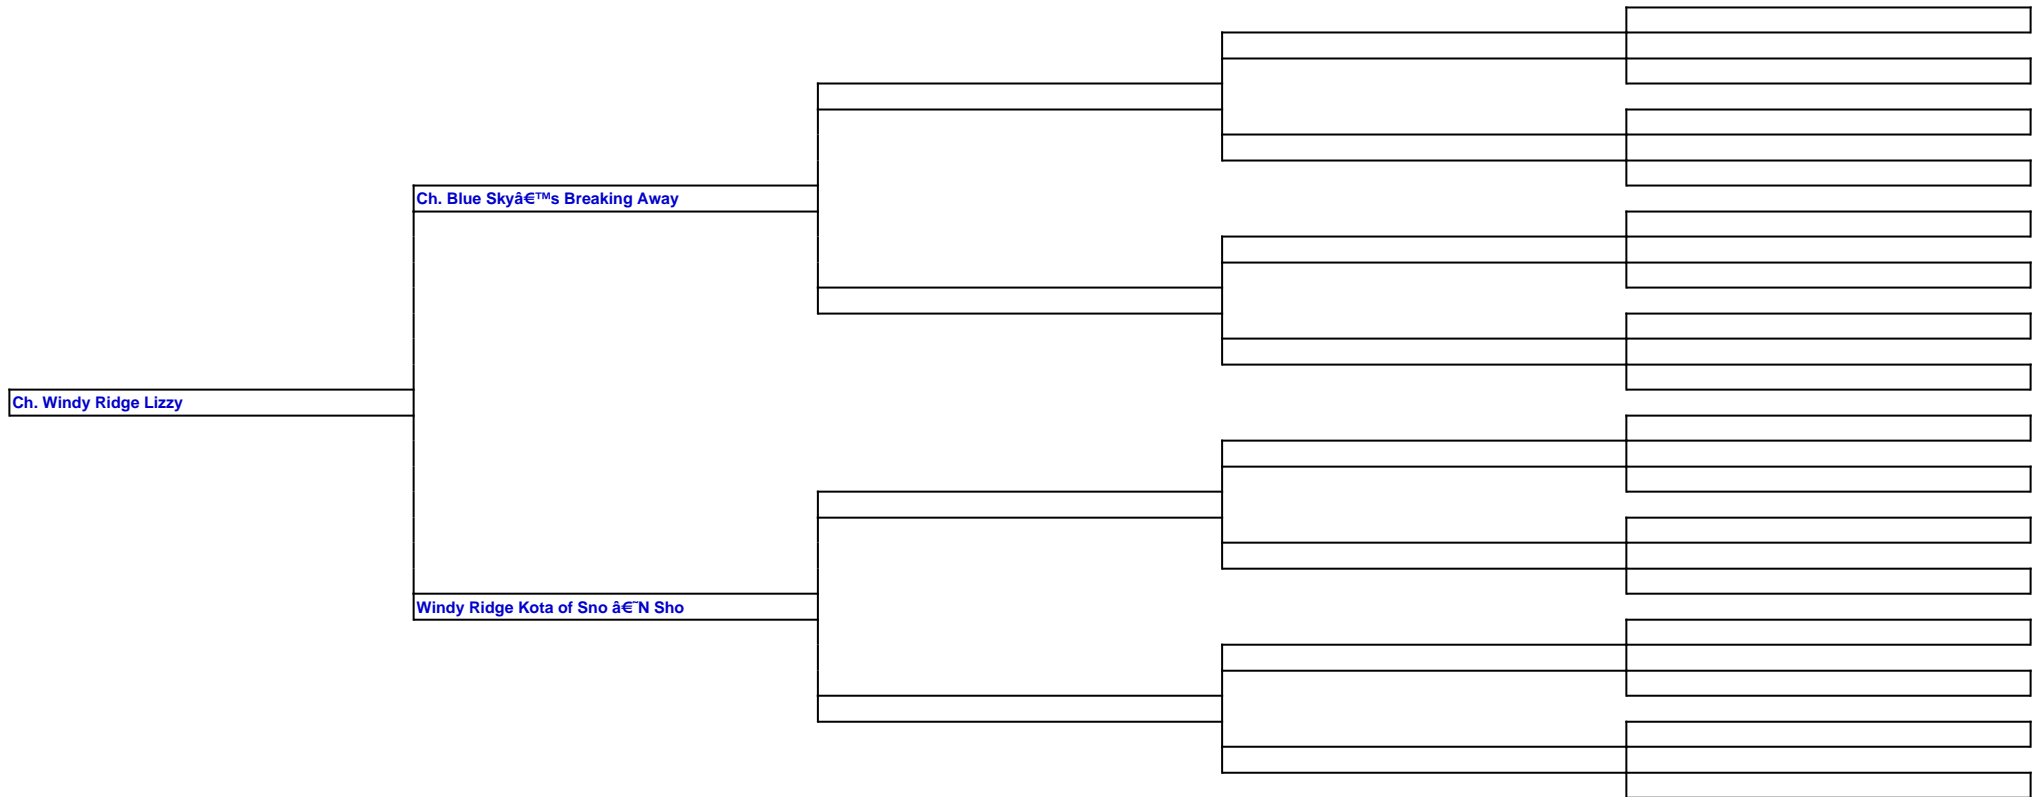 Ch. Blue Skyâ€™s Breaking Away
Ch. Windy Ridge Lizzy
Windy Ridge Kota of Sno â€˜N Sho